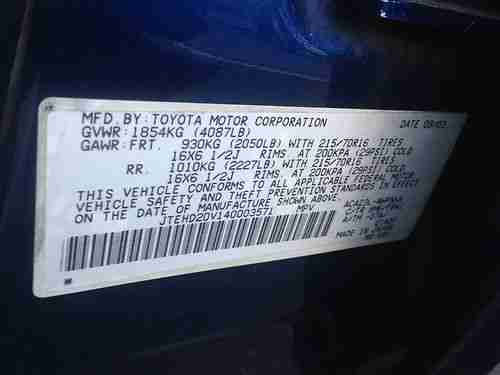 MFD. BY: TOYOTA MOTOR CORPORATION DATE 09/03
GVWR: 1854KG (4087LB)
GAWR: FRT. 930KG (2050LB) WITH 215/70R16 TIRES
16X6 1/2J RIMS. AT 200KPA (29PSI) COLD
RR. 1010KG (2227LB) WITH 215/70R16 TIRES
16X6 1/2J RIMS. AT 200KPA (29PSI) COLD
THIS VEHICLE CONFORMS TO ALL APPLICABLE FEDERAL MOTOR
VEHICLE SAFETY AND THEFT PREVENTION STANDARDS IN EFFECT
ON THE DATE OF MANUFACTURE SHOWN ABOVE.
JTEHD20V140003571 MPV
MADE IN